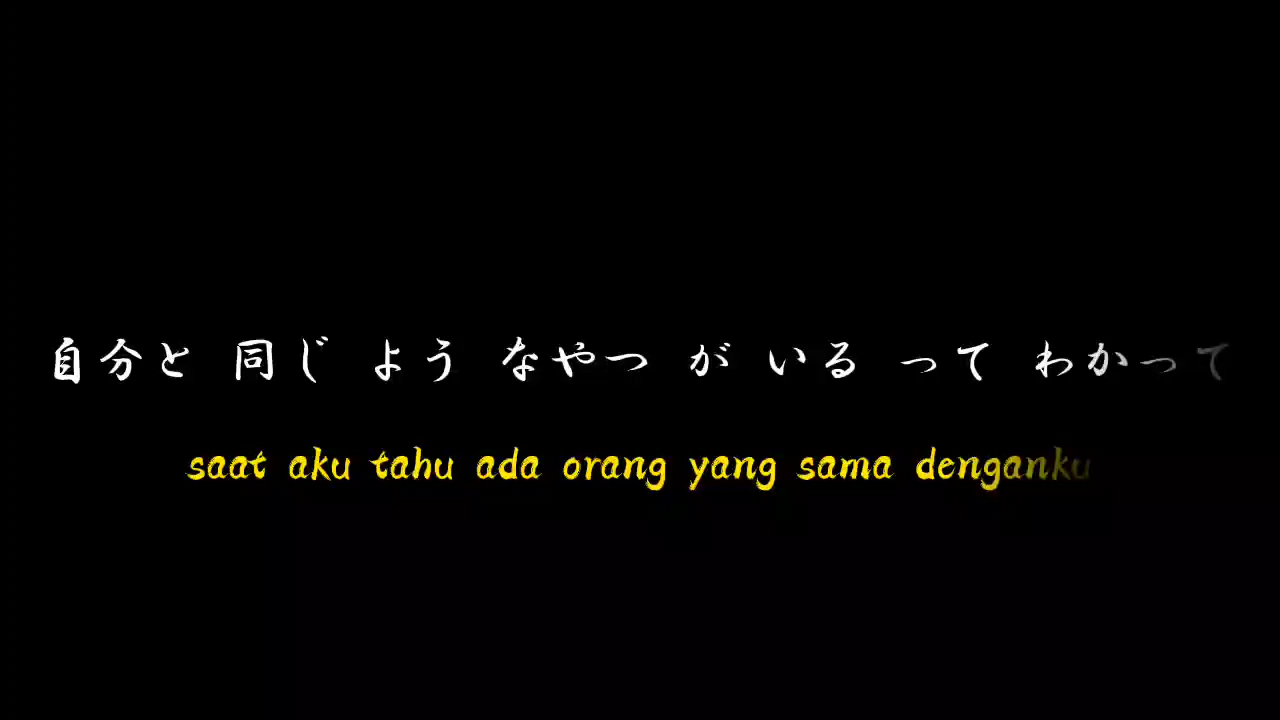 自分と 同じ よう なやつ が いる って わかって
saat aku tahu ada orang yang sama denganku